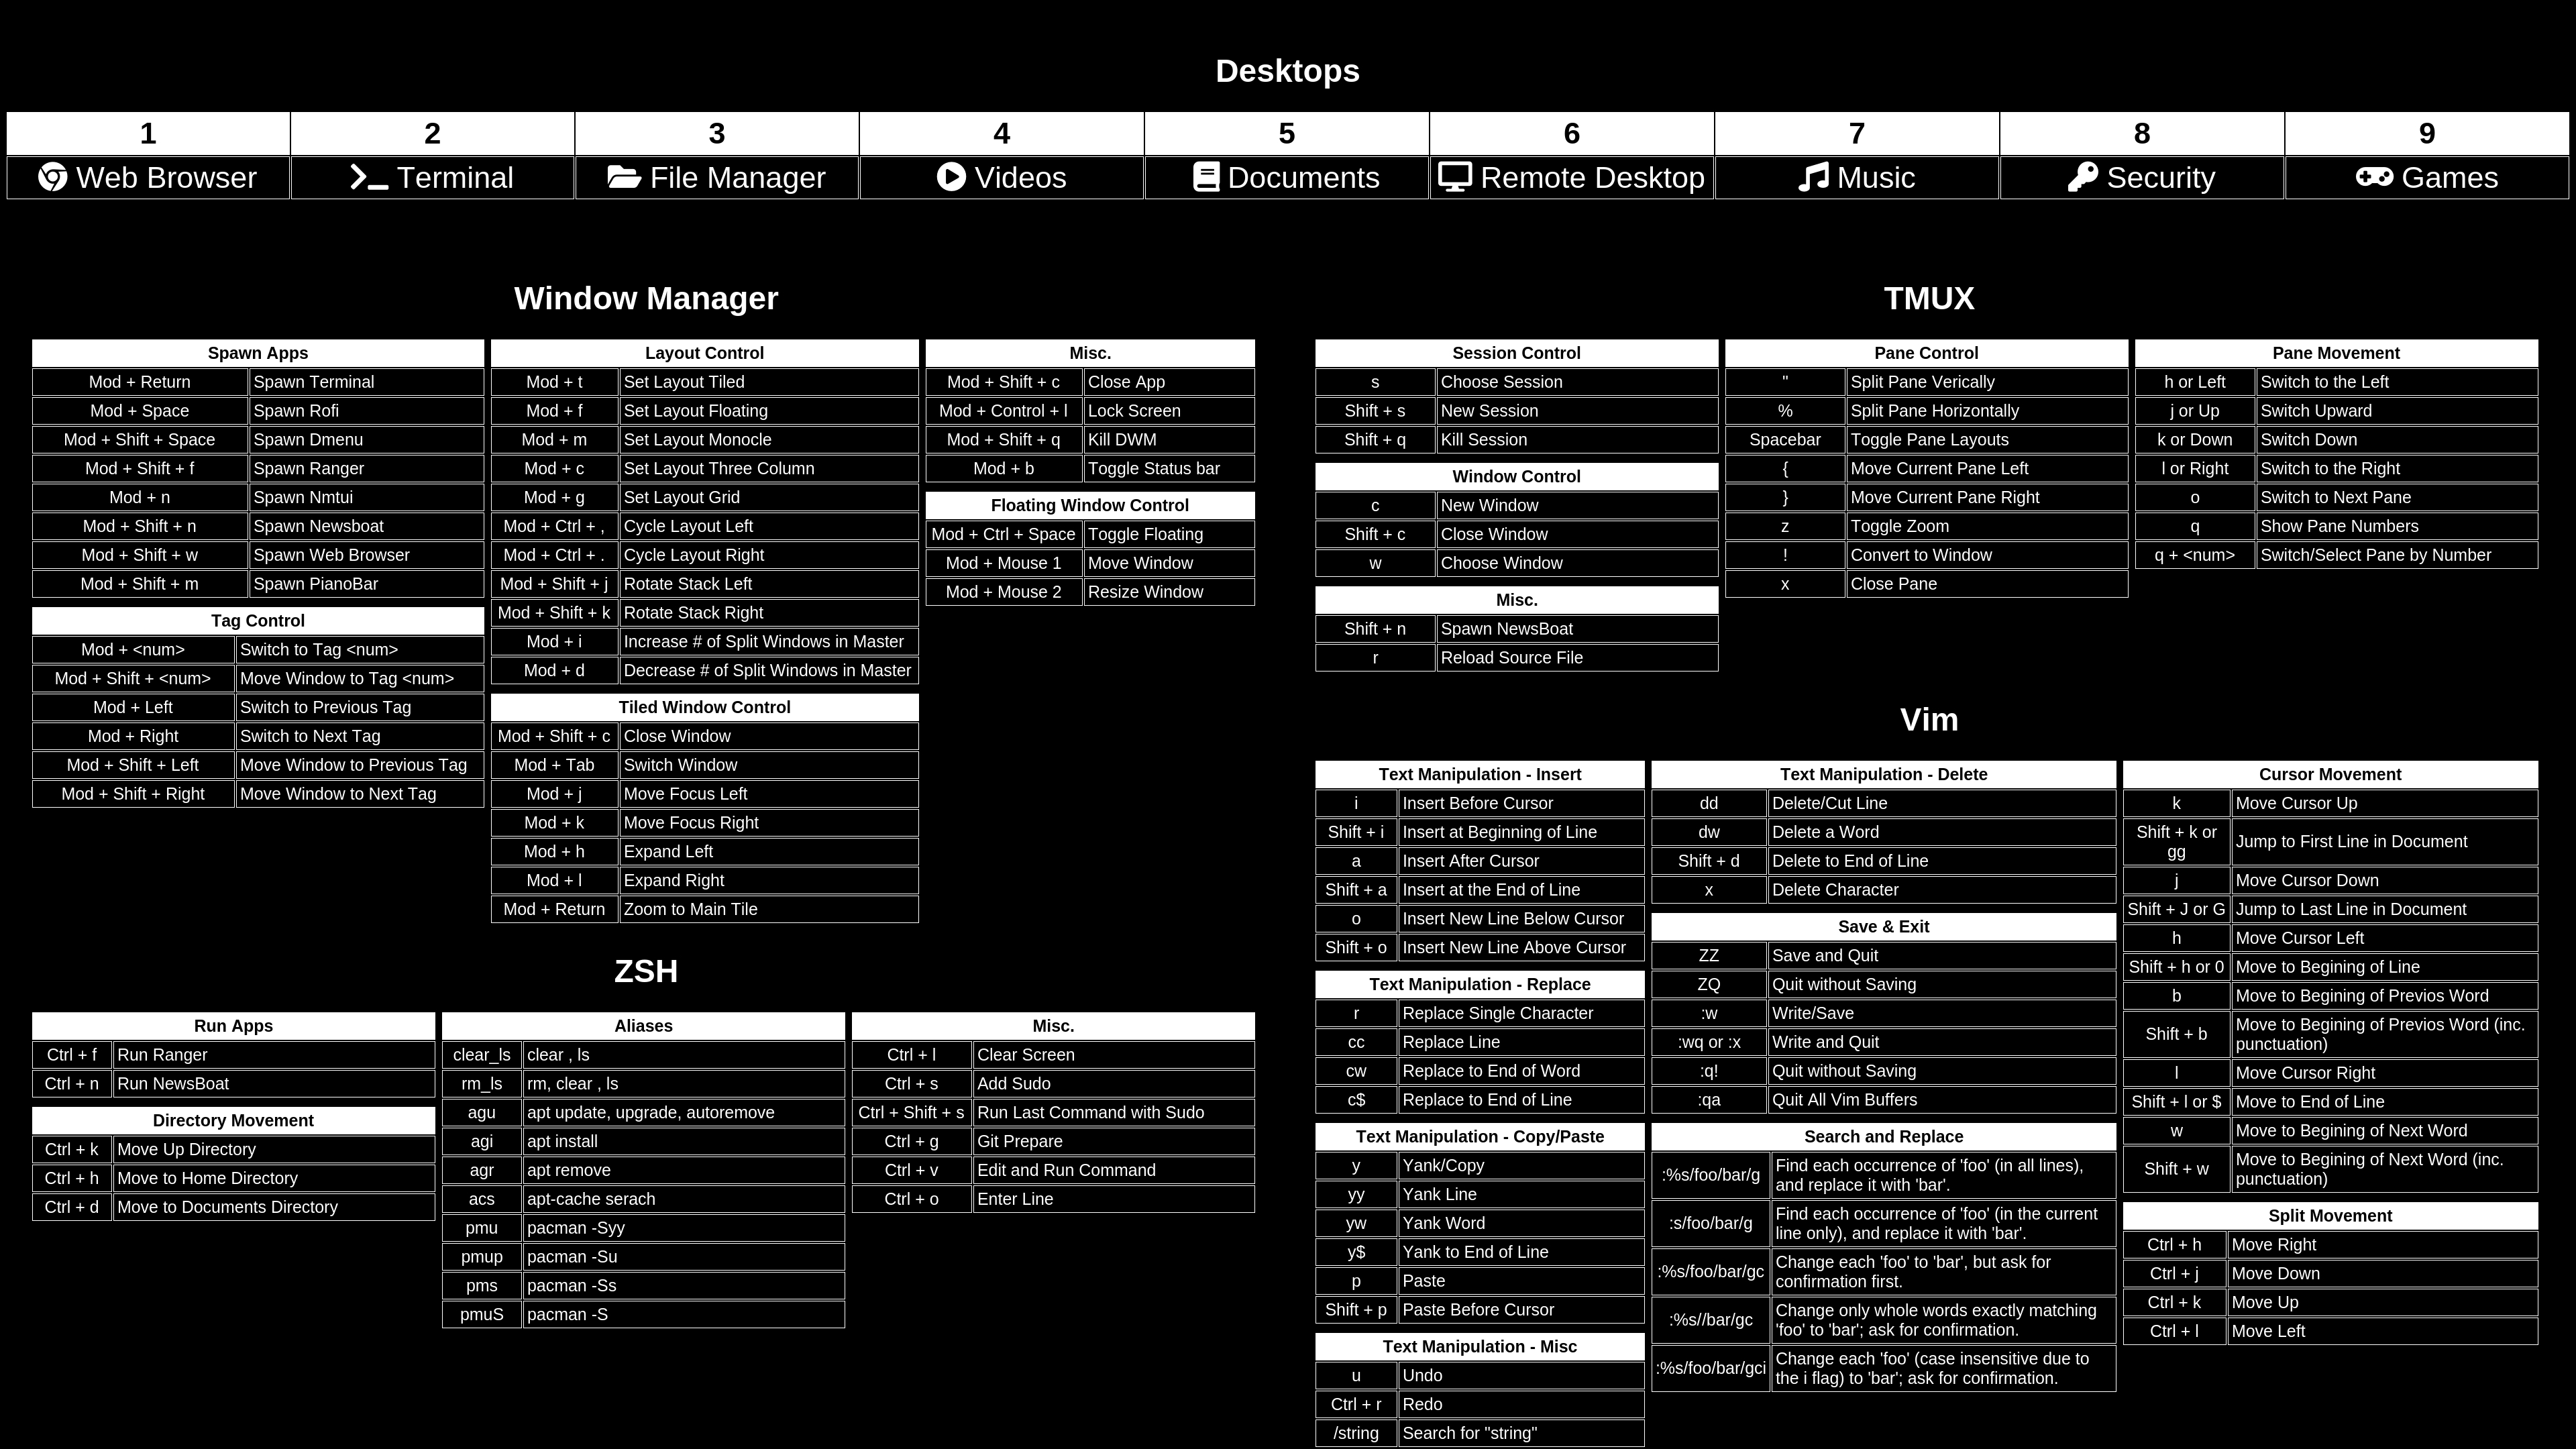 Desktops
1 2 3 4 5 6 7 8 9
Web Browser Terminal File Manager Videos Documents Remote Desktop Music Security Games
Window Manager
Spawn Apps
Mod + Return Spawn Terminal
Mod + Space Spawn Rofi
Mod + Shift + Space Spawn Dmenu
Mod + Shift + f Spawn Ranger
Mod + n Spawn Nmtui
Mod + Shift + n Spawn Newsboat
Mod + Shift + w Spawn Web Browser
Mod + Shift + m Spawn PianoBar
Tag Control
Mod + <num> Switch to Tag <num>
Mod + Shift + <num> Move Window to Tag <num>
Mod + Left Switch to Previous Tag
Mod + Right Switch to Next Tag
Mod + Shift + Left Move Window to Previous Tag
Mod + Shift + Right Move Window to Next Tag
Layout Control
Mod + t Set Layout Tiled
Mod + f Set Layout Floating
Mod + m Set Layout Monocle
Mod + c Set Layout Three Column
Mod + g Set Layout Grid
Mod + Ctrl + , Cycle Layout Left
Mod + Ctrl + . Cycle Layout Right
Mod + Shift + j Rotate Stack Left
Mod + Shift + k Rotate Stack Right
Mod + i Increase # of Split Windows in Master
Mod + d Decrease # of Split Windows in Master
Tiled Window Control
Mod + Shift + c Close Window
Mod + Tab Switch Window
Mod + j Move Focus Left
Mod + k Move Focus Right
Mod + h Expand Left
Mod + l Expand Right
Mod + Return Zoom to Main Tile
Misc.
Mod + Shift + c Close App
Mod + Control + l Lock Screen
Mod + Shift + q Kill DWM
Mod + b Toggle Status bar
Floating Window Control
Mod + Ctrl + Space Toggle Floating
Mod + Mouse 1 Move Window
Mod + Mouse 2 Resize Window
ZSH
Run Apps
Ctrl + f Run Ranger
Ctrl + n Run NewsBoat
Directory Movement
Ctrl + k Move Up Directory
Ctrl + h Move to Home Directory
Ctrl + d Move to Documents Directory
Aliases
clear_ls clear , ls
rm_ls rm, clear , ls
agu apt update, upgrade, autoremove
agi apt install
agr apt remove
acs apt-cache serach
pmu pacman -Syy
pmup pacman -Su
pms pacman -Ss
pmuS pacman -S
Misc.
Ctrl + l Clear Screen
Ctrl + s Add Sudo
Ctrl + Shift + s Run Last Command with Sudo
Ctrl + g Git Prepare
Ctrl + v Edit and Run Command
Ctrl + o Enter Line
TMUX
Session Control
s Choose Session
Shift + s New Session
Shift + q Kill Session
Window Control
c New Window
Shift + c Close Window
w Choose Window
Misc.
Shift + n Spawn NewsBoat
r Reload Source File
Pane Control
" Split Pane Verically
% Split Pane Horizontally
Spacebar Toggle Pane Layouts
{ Move Current Pane Left
} Move Current Pane Right
z Toggle Zoom
! Convert to Window
x Close Pane
Pane Movement
h or Left Switch to the Left
j or Up Switch Upward
k or Down Switch Down
l or Right Switch to the Right
o Switch to Next Pane
q Show Pane Numbers
q + <num> Switch/Select Pane by Number
Vim
Text Manipulation - Insert
i Insert Before Cursor
Shift + i Insert at Beginning of Line
a Insert After Cursor
Shift + a Insert at the End of Line
o Insert New Line Below Cursor
Shift + o Insert New Line Above Cursor
Text Manipulation - Replace
r Replace Single Character
cc Replace Line
cw Replace to End of Word
c$ Replace to End of Line
Text Manipulation - Copy/Paste
y Yank/Copy
yy Yank Line
yw Yank Word
y$ Yank to End of Line
p Paste
Shift + p Paste Before Cursor
Text Manipulation - Misc
u Undo
Ctrl + r Redo
/string Search for "string"
Text Manipulation - Delete
dd Delete/Cut Line
dw Delete a Word
Shift + d Delete to End of Line
x Delete Character
Save & Exit
ZZ Save and Quit
ZQ Quit without Saving
:w Write/Save
:wq or :x Write and Quit
:q! Quit without Saving
:qa Quit All Vim Buffers
Search and Replace
:%s/foo/bar/g Find each occurrence of 'foo' (in all lines),
and replace it with 'bar'.
:s/foo/bar/g Find each occurrence of 'foo' (in the current
line only), and replace it with 'bar'.
:%s/foo/bar/gc Change each 'foo' to 'bar', but ask for
confirmation first.
:%s//bar/gc Change only whole words exactly matching
'foo' to 'bar'; ask for confirmation.
:%s/foo/bar/gci Change each 'foo' (case insensitive due to
the i flag) to 'bar'; ask for confirmation.
Cursor Movement
k Move Cursor Up
Shift + k or
gg Jump to First Line in Document
j Move Cursor Down
Shift + J or G Jump to Last Line in Document
h Move Cursor Left
Shift + h or 0 Move to Begining of Line
b Move to Begining of Previos Word
Shift + b Move to Begining of Previos Word (inc.
punctuation)
l Move Cursor Right
Shift + l or $ Move to End of Line
w Move to Begining of Next Word
Shift + w Move to Begining of Next Word (inc.
punctuation)
Split Movement
Ctrl + h Move Right
Ctrl + j Move Down
Ctrl + k Move Up
Ctrl + l Move Left